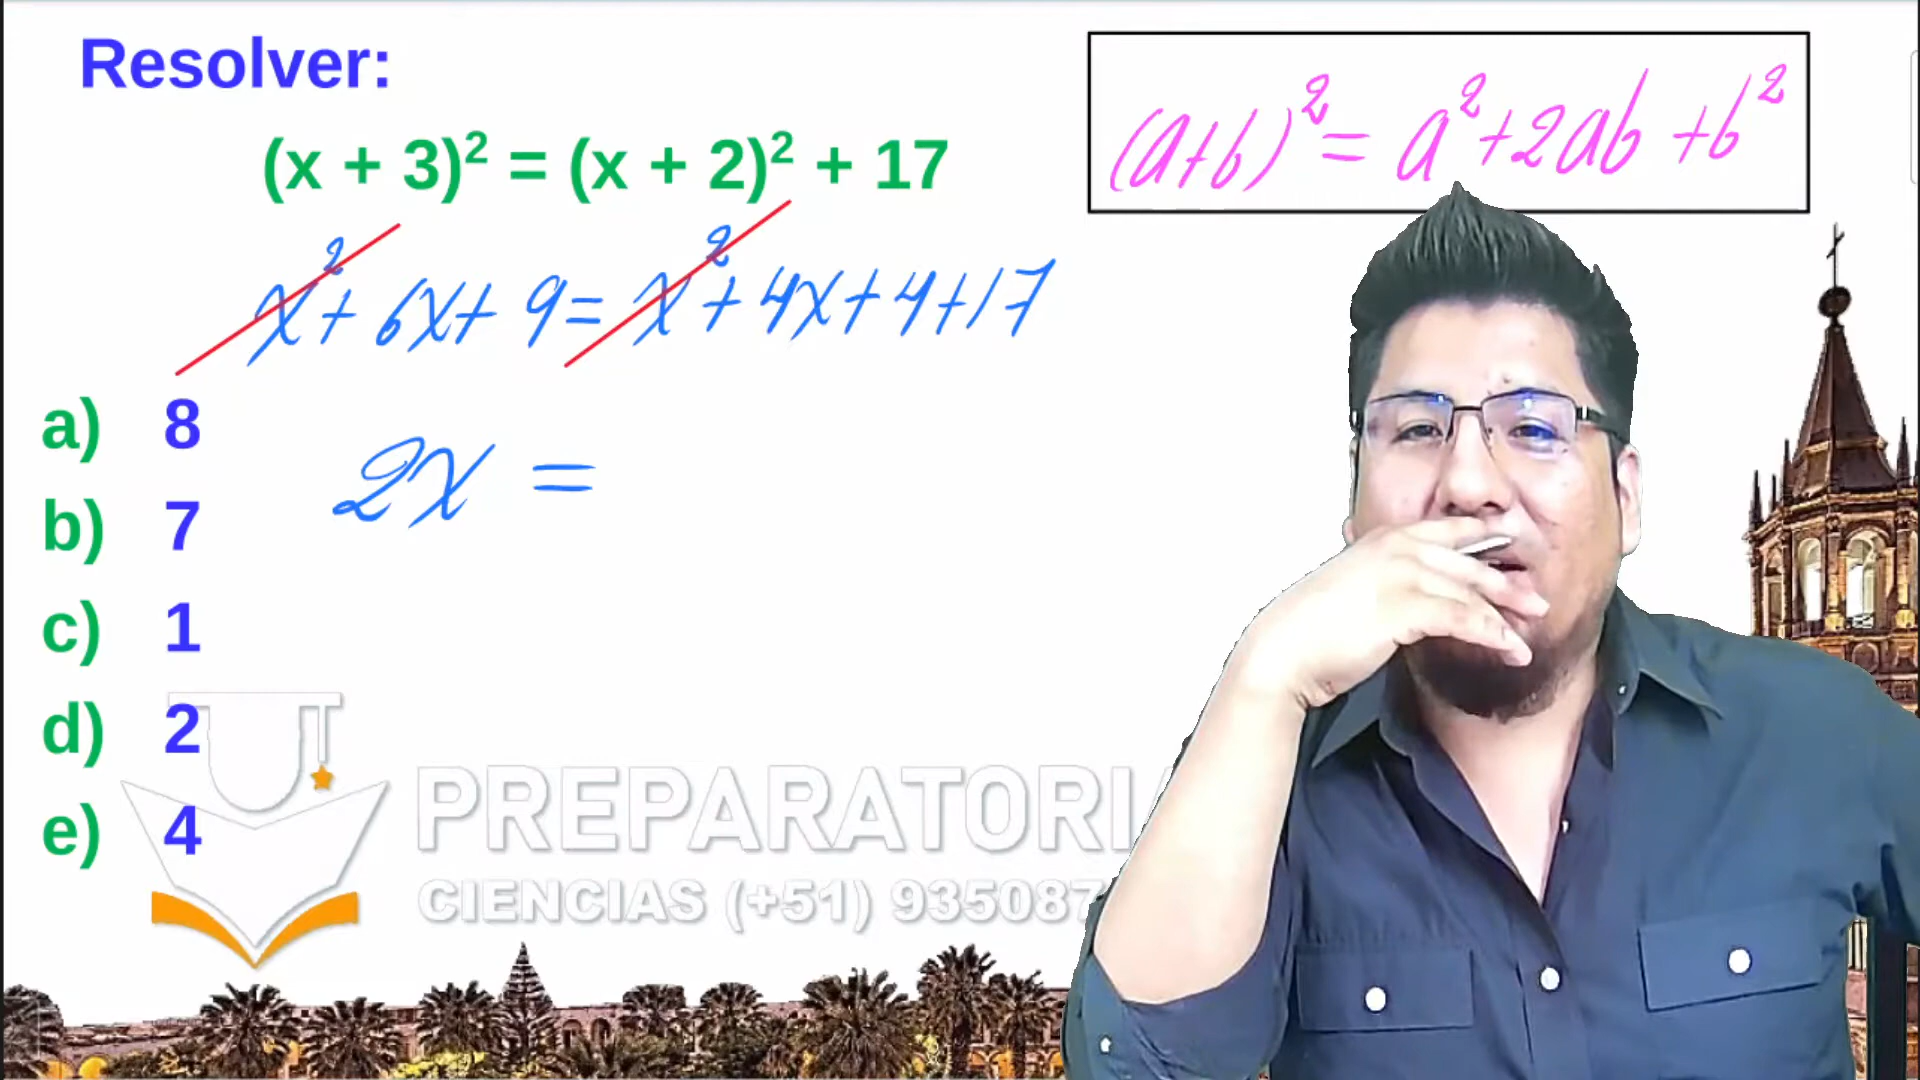 Resolver:
(a+b)² = a²+2ab+b²
(x + 3)² = (x + 2)² + 17
x²+ 6x+ 9= x²+4x+4+17
a) 8
2x =
b) 7
c) 1
d) 2
e) 4
PREPARATORI
CIENCIAS (+51) 935087